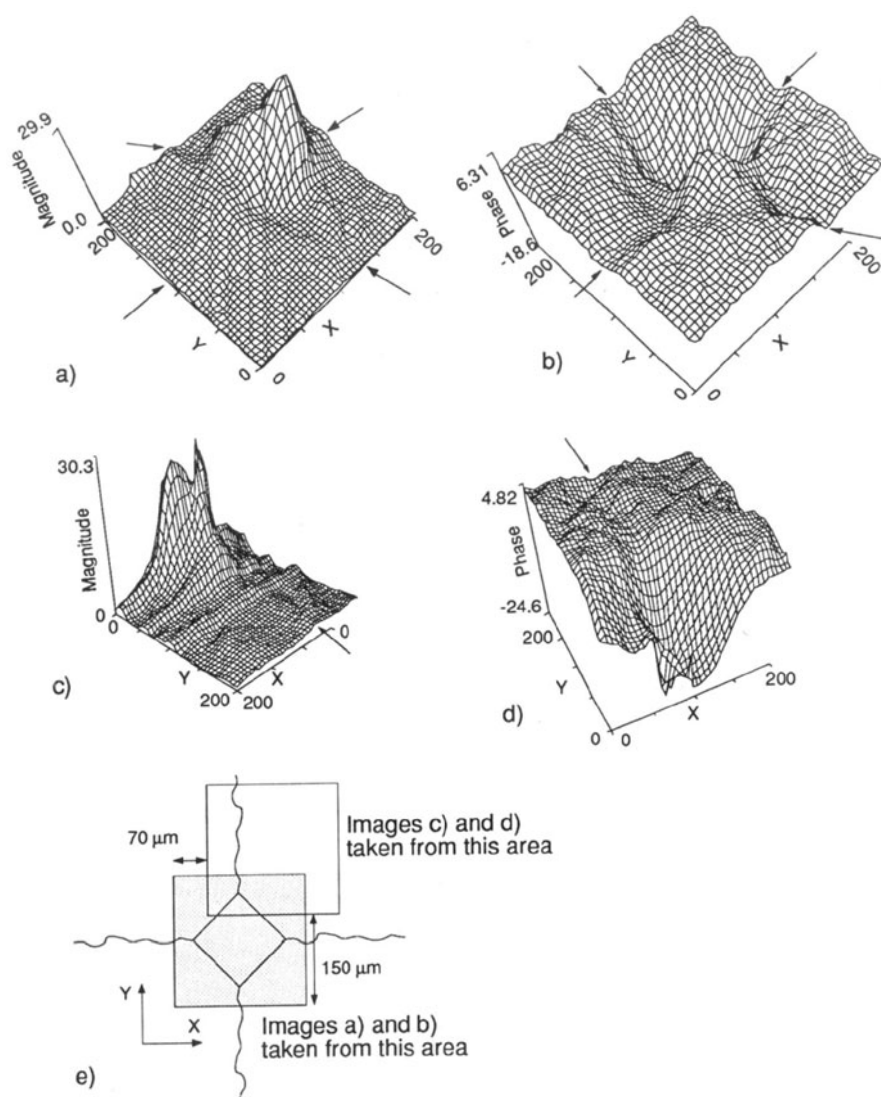 29.9
Magnitude
0.0
200
Y
0
0
X
200
a)
6.31
Phase
-18.6
200
Y
0
0
X
200
b)
30.3
Magnitude
0
0
Y
200
200
X
0
c)
4.82
Phase
-24.6
200
Y
0
0
X
200
d)
70 μm
Images c) and d)
taken from this area
150 μm
Y
X
Images a) and b)
taken from this area
e)